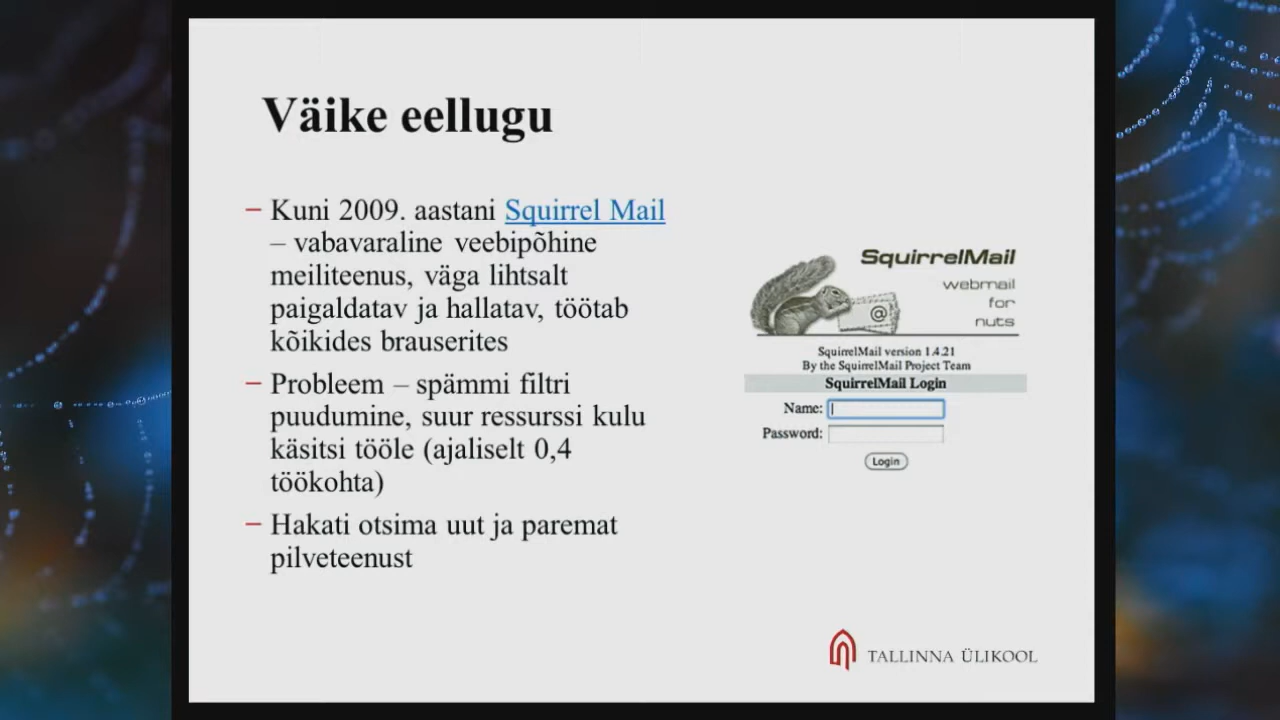 Väike eellugu
– Kuni 2009. aastani Squirrel Mail
– vabavaraline veebipõhine
meiliteenus, väga lihtsalt
paigaldatav ja hallatav, töötab
kõikides brauserites
– Probleem – spämmi filtri
puudumine, suur ressurssi kulu
käsitsi tööle (ajaliselt 0,4
töökohta)
– Hakati otsima uut ja paremat
pilveteenust
SquirrelMail
webmail
for
nuts
@
SquirrelMail version 1.4.21
By the SquirrelMail Project Team
SquirrelMail Login
Name:
Password:
Login
TALLINNA ÜLIKOOL